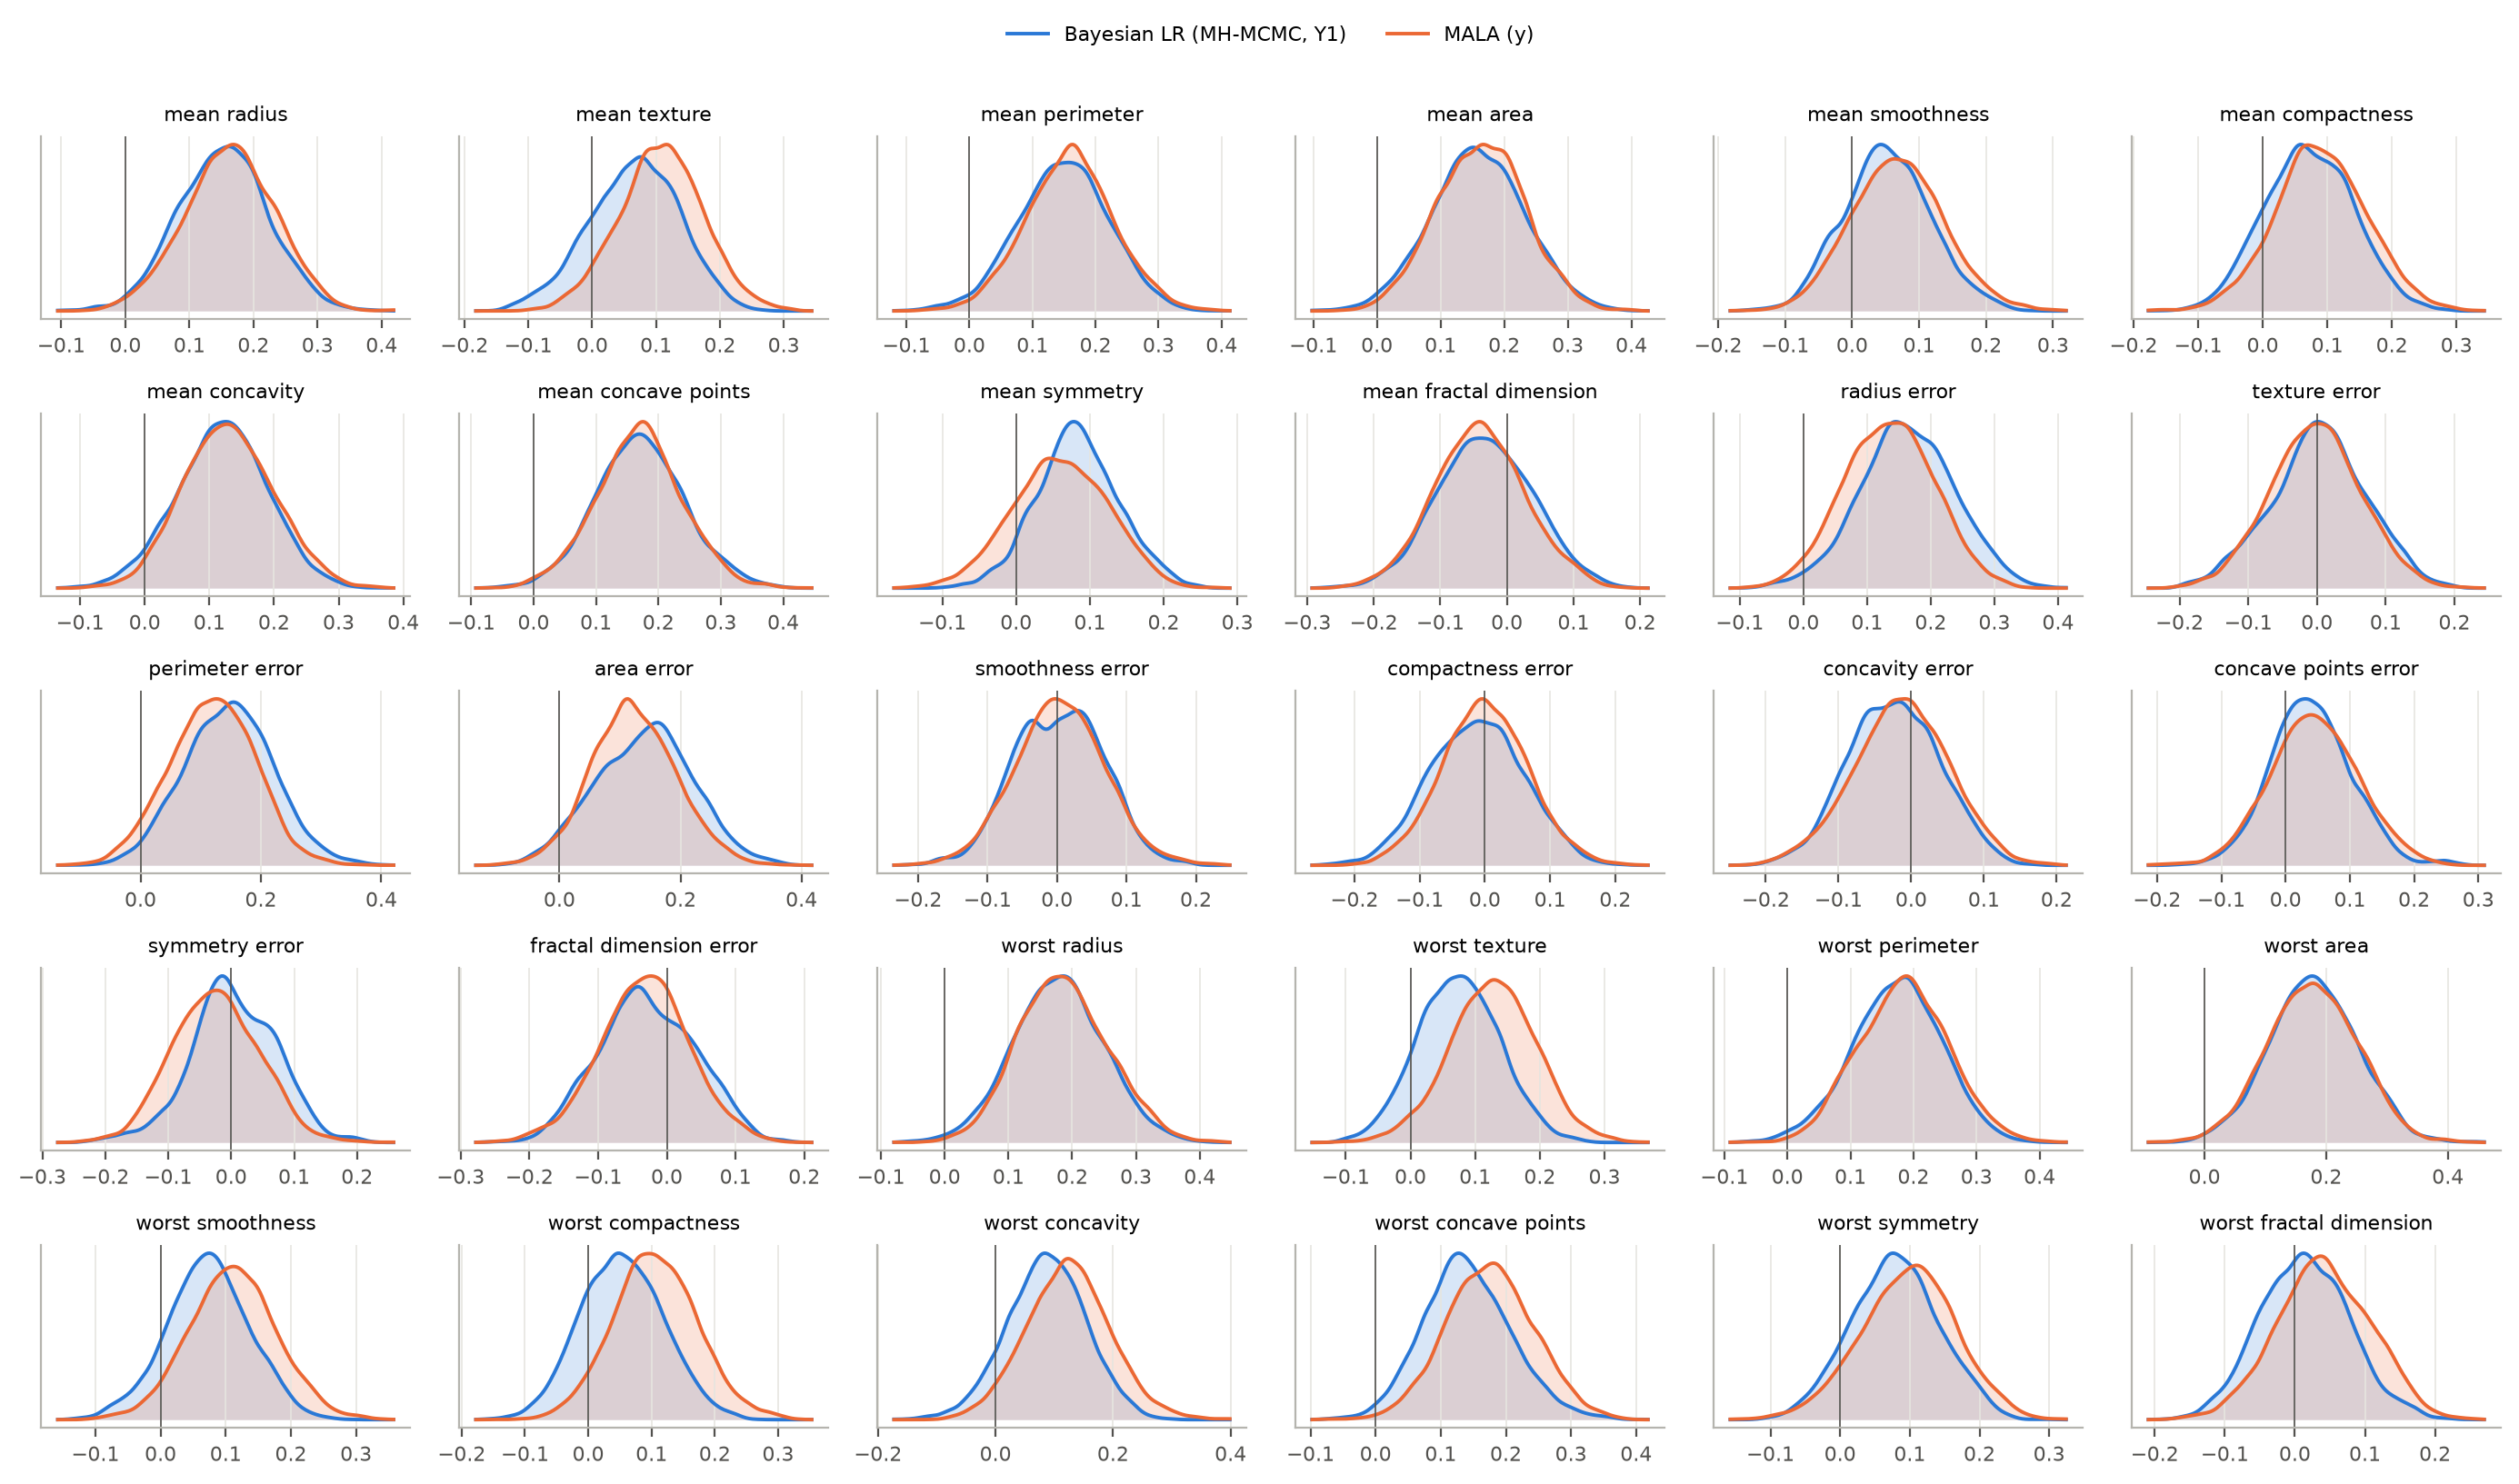 Bayesian LR (MH-MCMC, Y1) MALA (y)
mean radius mean texture mean perimeter mean area mean smoothness mean compactness
−0.1 0.0 0.1 0.2 0.3 0.4 −0.2 −0.1 0.0 0.1 0.2 0.3 −0.1 0.0 0.1 0.2 0.3 0.4 −0.1 0.0 0.1 0.2 0.3 0.4 −0.2 −0.1 0.0 0.1 0.2 0.3 −0.2 −0.1 0.0 0.1 0.2 0.3
mean concavity mean concave points mean symmetry mean fractal dimension radius error texture error
−0.1 0.0 0.1 0.2 0.3 0.4 −0.1 0.0 0.1 0.2 0.3 0.4 −0.1 0.0 0.1 0.2 0.3 −0.3 −0.2 −0.1 0.0 0.1 0.2 −0.1 0.0 0.1 0.2 0.3 0.4 −0.2 −0.1 0.0 0.1 0.2
perimeter error area error smoothness error compactness error concavity error concave points error
0.0 0.2 0.4 0.0 0.2 0.4 −0.2 −0.1 0.0 0.1 0.2 −0.2 −0.1 0.0 0.1 0.2 −0.2 −0.1 0.0 0.1 0.2 −0.2 −0.1 0.0 0.1 0.2 0.3
symmetry error fractal dimension error worst radius worst texture worst perimeter worst area
−0.3 −0.2 −0.1 0.0 0.1 0.2 −0.3 −0.2 −0.1 0.0 0.1 0.2 −0.1 0.0 0.1 0.2 0.3 0.4 −0.1 0.0 0.1 0.2 0.3 −0.1 0.0 0.1 0.2 0.3 0.4 0.0 0.2 0.4
worst smoothness worst compactness worst concavity worst concave points worst symmetry worst fractal dimension
−0.1 0.0 0.1 0.2 0.3 −0.2 −0.1 0.0 0.1 0.2 0.3 −0.2 0.0 0.2 0.4 −0.1 0.0 0.1 0.2 0.3 0.4 −0.1 0.0 0.1 0.2 0.3 −0.2 −0.1 0.0 0.1 0.2